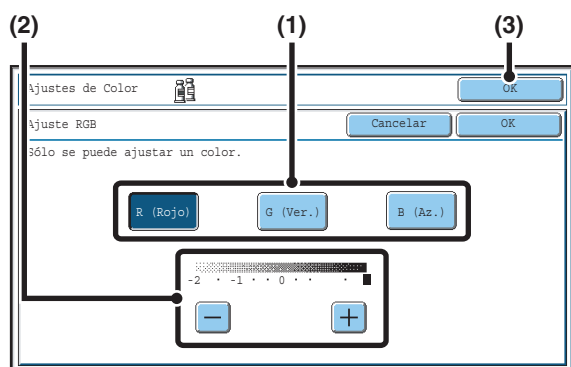 (2) (1) (3)
Ajustes de Color OK
Ajuste RGB Cancelar OK
Sólo se puede ajustar un color.
R (Rojo) G (Ver.) B (Az.)
-2 · -1 · · 0 · · ·
− +